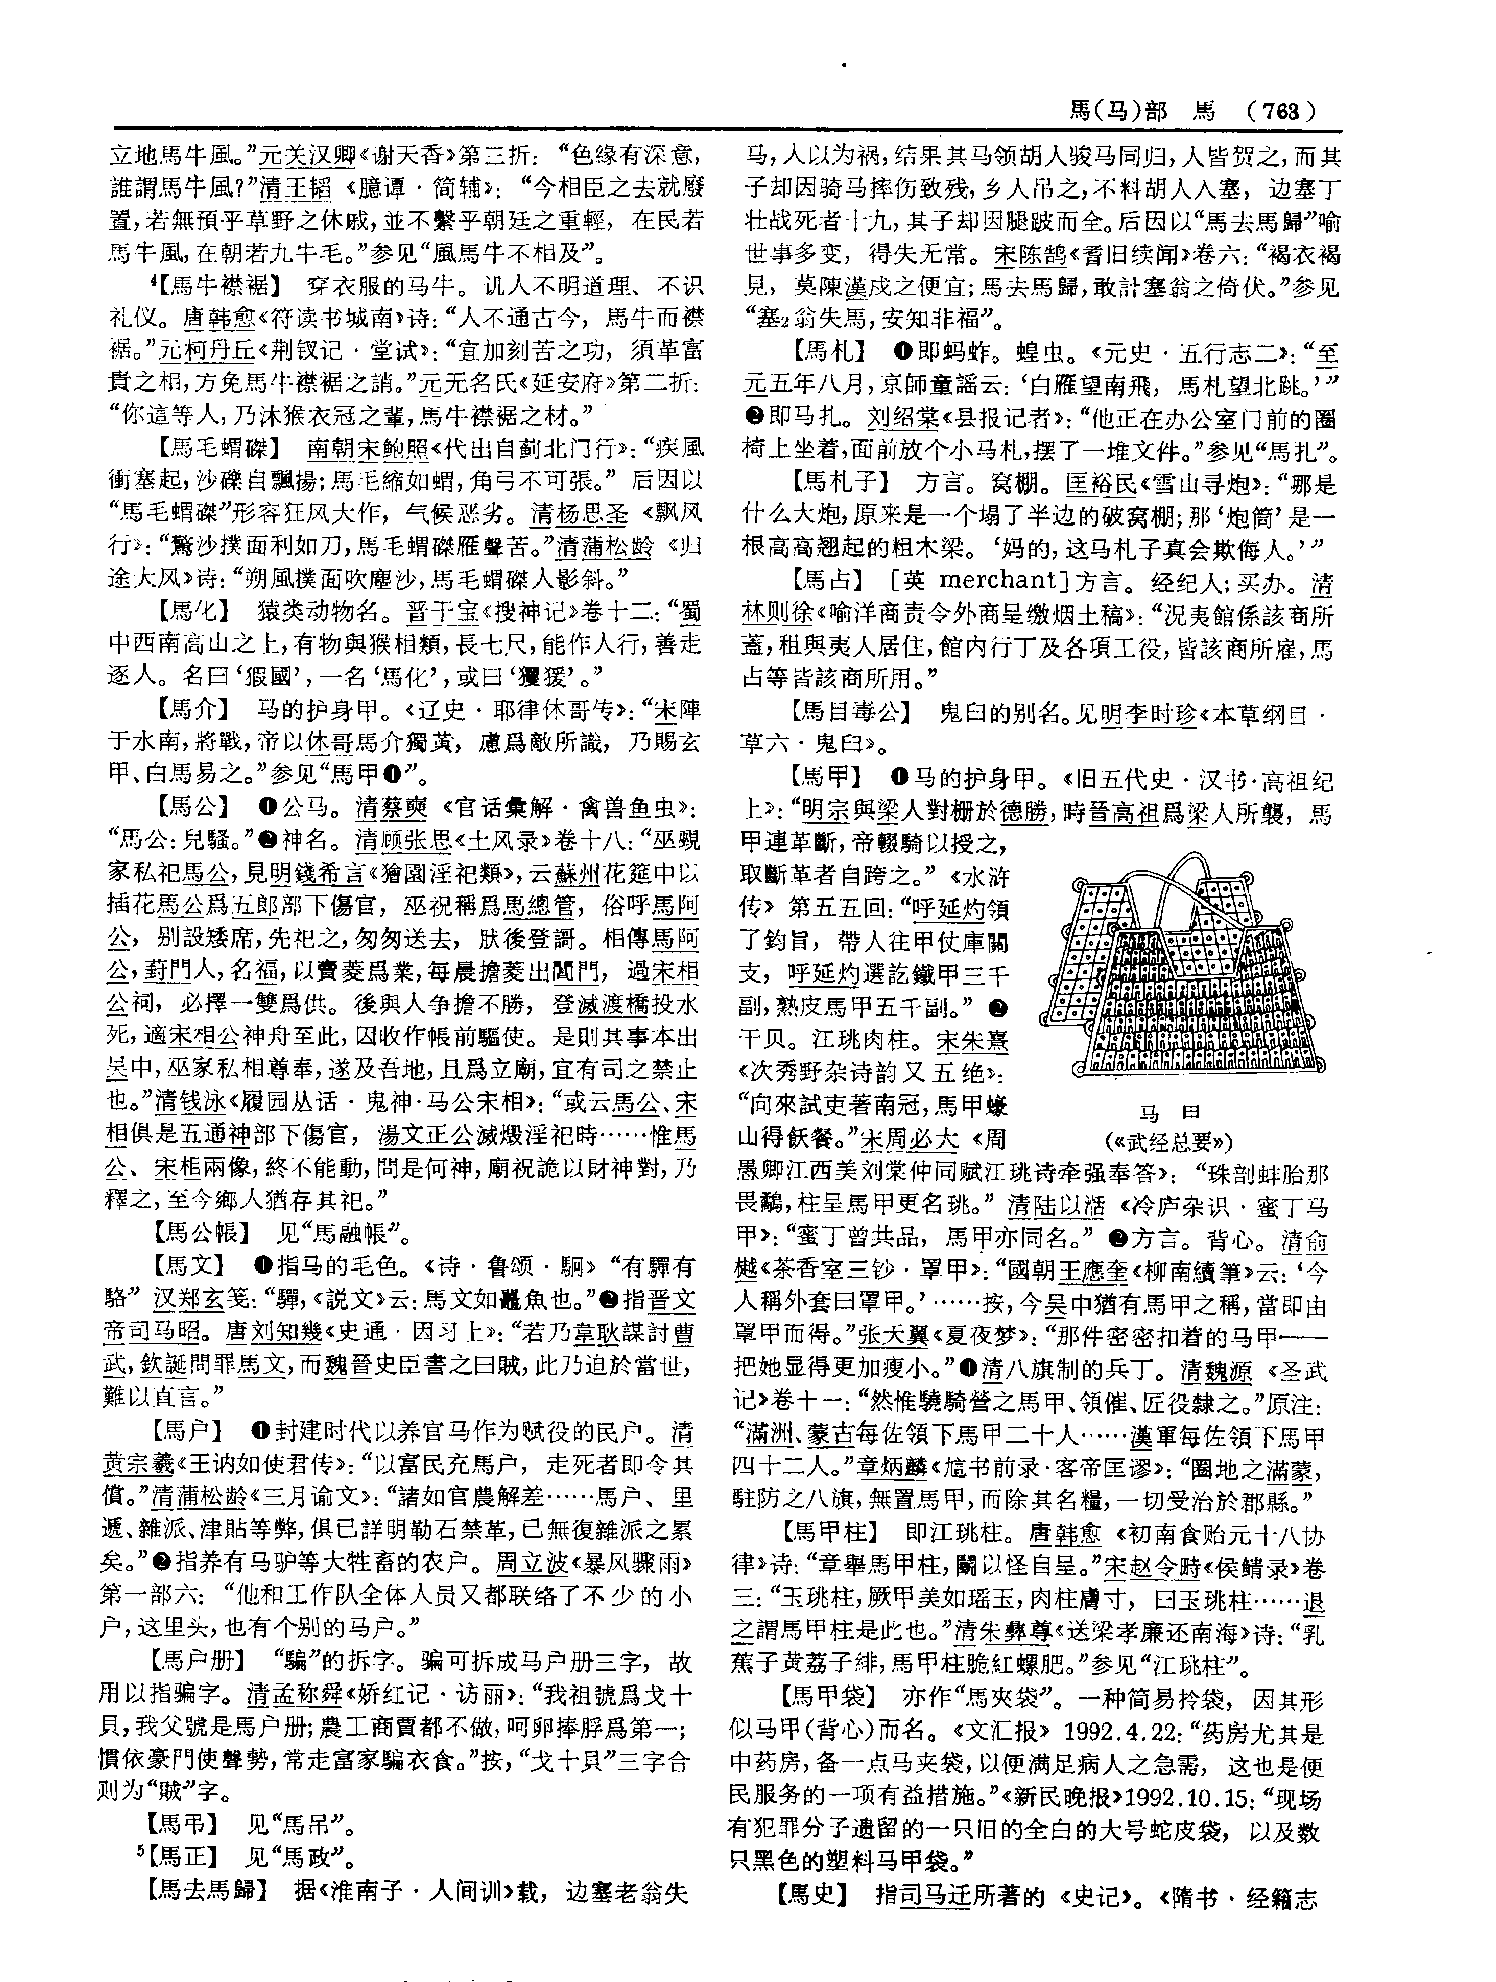 馬(马)部　馬　(763)
立地馬牛風。”元关汉卿《谢天香》第三折：“色缘有深意，
誰謂馬牛風?”清王韬《臆谭·简辅》：“今相臣之去就廢
置，若無預乎草野之休戚，並不繫乎朝廷之重輕，在民若
馬牛風，在朝若九牛毛。”参见“風馬牛不相及”。
⁴【馬牛襟裾】　穿衣服的马牛。讥人不明道理、不识
礼仪。唐韩愈《符读书城南》诗：“人不通古今，馬牛而襟
裾。”元柯丹丘《荆钗记·堂试》：“宜加刻苦之功，須革富
貴之相，方免馬牛襟裾之誚。”元无名氏《延安府》第二折：
“你這等人，乃沐猴衣冠之輩，馬牛襟裾之材。”
【馬毛蝟磔】　南朝宋鲍照《代出自蓟北门行》：“疾風
衝塞起，沙礫自飄揚；馬毛縮如蝟，角弓不可張。”后因以
“馬毛蝟磔”形容狂风大作，气候恶劣。清杨思圣《飘风
行》：“驚沙撲面利如刀，馬毛蝟磔雁聲苦。”清蒲松龄《归
途大风》诗：“朔風撲面吹塵沙，馬毛蝟磔人影斜。”
【馬化】　猿类动物名。晋干宝《搜神记》卷十二：“蜀
中西南高山之上，有物與猴相類，長七尺，能作人行，善走
逐人。名曰‘猳國’，一名‘馬化’，或曰‘玃猨’。”
【馬介】　马的护身甲。《辽史·耶律休哥传》：“宋陣
于水南，將戰，帝以休哥馬介獨黃，慮爲敵所識，乃賜玄
甲、白馬易之。”参见“馬甲❶”。
【馬公】　❶公马。清蔡奭《官话彙解·禽兽鱼虫》：
“馬公：兒騷。”❷神名。清顾张思《土风录》卷十八：“巫覡
家私祀馬公，見明錢希言《獪園淫祀類》，云蘇州花筵中以
插花馬公爲五郎部下傷官，巫祝稱爲馬總管，俗呼馬阿
公，别設矮席，先祀之，匆匆送去，肰後登謌。相傳馬阿
公，葑門人，名福，以賣菱爲業，每晨擔菱出閶門，過宋相
公祠，必擇一雙爲供。後與人争擔不勝，登滅渡橋投水
死，適宋相公神舟至此，因收作帳前驅使。是則其事本出
吴中，巫家私相尊奉，遂及吾地，且爲立廟，宜有司之禁止
也。”清钱泳《履园丛话·鬼神·马公宋相》：“或云馬公、宋
相俱是五通神部下傷官，湯文正公滅燬淫祀時……惟馬
公、宋相兩像，終不能動，問是何神，廟祝詭以財神對，乃
釋之，至今鄉人猶存其祀。”
【馬公帳】　见“馬融帳”。
【馬文】　❶指马的毛色。《诗·鲁颂·駉》“有驒有
駱”汉郑玄笺：“驒，《説文》云：馬文如鼉魚也。”❷指晋文
帝司马昭。唐刘知幾《史通·因习上》：“若乃韋耿謀討曹
武，欽誕問罪馬文，而魏晉史臣書之曰賊，此乃迫於當世，
難以直言。”
【馬户】　❶封建时代以养官马作为赋役的民户。清
黄宗羲《王讷如使君传》：“以富民充馬户，走死者即令其
償。”清蒲松龄《三月谕文》：“諸如官農解差……馬户、里
遞、雜派、津貼等弊，俱已詳明勒石禁革，已無復雜派之累
矣。”❷指养有马驴等大牲畜的农户。周立波《暴风骤雨》
第一部六：“他和工作队全体人员又都联络了不少的小
户，这里头，也有个别的马户。”
【馬户册】　“騙”的拆字。骗可拆成马户册三字，故
用以指骗字。清孟称舜《娇红记·访丽》：“我祖號爲戈十
貝，我父號是馬户册；農工商賈都不做，呵卵捧脬爲第一；
慣依豪門使聲勢，常走富家騙衣食。”按，“戈十貝”三字合
则为“賊”字。
【馬弔】　见“馬吊”。
⁵【馬正】　见“馬政”。
【馬去馬歸】　据《淮南子·人间训》载，边塞老翁失
马，人以为祸，结果其马领胡人骏马同归，人皆贺之，而其
子却因骑马摔伤致残，乡人吊之，不料胡人入塞，边塞丁
壮战死者十九，其子却因腿跛而全。后因以“馬去馬歸”喻
世事多变，得失无常。宋陈鹄《耆旧续闻》卷六：“褐衣褐
見，莫陳漢戍之便宜；馬去馬歸，敢計塞翁之倚伏。”参见
“塞₂翁失馬，安知非福”。
【馬札】　❶即蚂蚱。蝗虫。《元史·五行志二》：“至
元五年八月，京師童謡云：‘白雁望南飛，馬札望北跳。’”
❷即马扎。刘绍棠《县报记者》：“他正在办公室门前的圈
椅上坐着，面前放个小马札，摆了一堆文件。”参见“馬扎”。
【馬札子】　方言。窝棚。匡裕民《雪山寻炮》：“那是
什么大炮，原来是一个塌了半边的破窝棚；那‘炮筒’是一
根高高翘起的粗木梁。‘妈的，这马札子真会欺侮人。’”
【馬占】　[英 merchant]方言。经纪人；买办。清
林则徐《喻洋商责令外商呈缴烟土稿》：“況夷館係該商所
蓋，租與夷人居住，館内行丁及各項工役，皆該商所雇，馬
占等皆該商所用。”
【馬目毒公】　鬼臼的别名。见明李时珍《本草纲目·
草六·鬼臼》。
【馬甲】　❶马的护身甲。《旧五代史·汉书·高祖纪
上》：“明宗與梁人對栅於德勝，時晉高祖爲梁人所襲，馬
甲連革斷，帝輟騎以授之，
取斷革者自跨之。”《水浒
传》第五五回：“呼延灼領
了鈞旨，帶人往甲仗庫關
支，呼延灼選訖鐵甲三千
副，熟皮馬甲五千副。”❷
干贝。江珧肉柱。宋朱熹
《次秀野杂诗韵又五绝》：
“向來試吏著南冠，馬甲蠔
山得飫餐。”宋周必大《周
马　甲
(《武经总要》)
愚卿江西美刘棠仲同赋江珧诗牵强奉答》：“珠剖蚌胎那
畏鷸，柱呈馬甲更名珧。”清陆以湉《冷庐杂识·蜜丁马
甲》：“蜜丁曾共品，馬甲亦同名。”❸方言。背心。清俞
樾《茶香室三钞·罩甲》：“國朝王應奎《柳南續筆》云：‘今
人稱外套曰罩甲。’……按，今吴中猶有馬甲之稱，當即由
罩甲而得。”张天翼《夏夜梦》：“那件密密扣着的马甲——
把她显得更加瘦小。”❹清八旗制的兵丁。清魏源《圣武
记》卷十一：“然惟驍騎營之馬甲、領催、匠役隸之。”原注：
“滿洲、蒙古每佐領下馬甲二十人……漢軍每佐領下馬甲
四十二人。”章炳麟《訄书前录·客帝匡谬》：“圈地之滿蒙，
駐防之八旗，無置馬甲，而除其名糧，一切受治於郡縣。”
【馬甲柱】　即江珧柱。唐韩愈《初南食贻元十八协
律》诗：“章舉馬甲柱，鬭以怪自呈。”宋赵令畤《侯鲭录》卷
三：“玉珧柱，厥甲美如瑶玉，肉柱膚寸，曰玉珧柱……退
之謂馬甲柱是此也。”清朱彝尊《送梁孝廉还南海》诗：“乳
蕉子黄荔子緋，馬甲柱脆紅螺肥。”参见“江珧柱”。
【馬甲袋】　亦作“馬夾袋”。一种简易拎袋，因其形
似马甲(背心)而名。《文汇报》1992.4.22：“药房尤其是
中药房，备一点马夹袋，以便满足病人之急需，这也是便
民服务的一项有益措施。”《新民晚报》1992.10.15：“现场
有犯罪分子遗留的一只旧的全白的大号蛇皮袋，以及数
只黑色的塑料马甲袋。”
【馬史】　指司马迁所著的《史记》。《隋书·经籍志